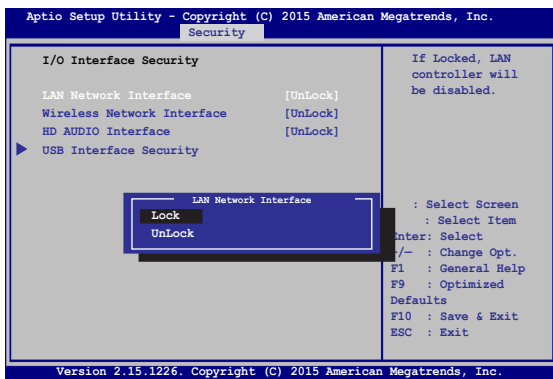 Aptio Setup Utility - Copyright (C) 2015 American Megatrends, Inc.
Security
I/O Interface Security
LAN Network Interface [UnLock]
Wireless Network Interface [UnLock]
HD AUDIO Interface [UnLock]
USB Interface Security
If Locked, LAN
controller will
be disabled.
LAN Network Interface
Lock
UnLock
: Select Screen
: Select Item
Enter: Select
+/— : Change Opt.
F1 : General Help
F9 : Optimized
Defaults
F10 : Save & Exit
ESC : Exit
Version 2.15.1226. Copyright (C) 2015 American Megatrends, Inc.